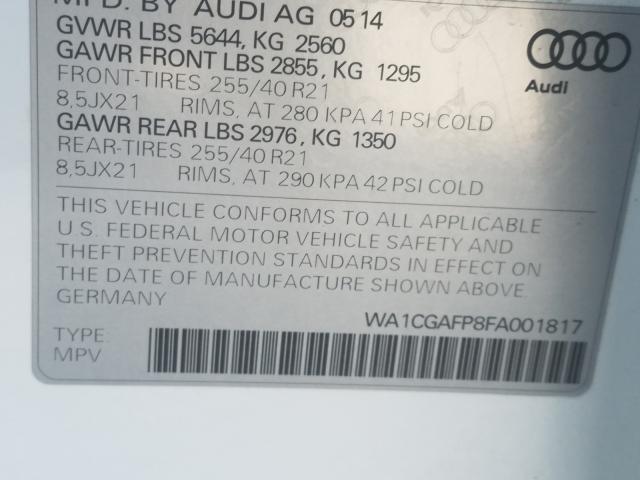 MFD. BY AUDI AG 0514
GVWR LBS 5644, KG 2560
GAWR FRONT LBS 2855, KG 1295
FRONT-TIRES 255/40 R21
8,5JX21 RIMS, AT 280 KPA 41 PSI COLD
GAWR REAR LBS 2976, KG 1350
REAR-TIRES 255/40 R21
8,5JX21 RIMS, AT 290 KPA 42 PSI COLD
Audi
THIS VEHICLE CONFORMS TO ALL APPLICABLE
U.S. FEDERAL MOTOR VEHICLE SAFETY AND
THEFT PREVENTION STANDARDS IN EFFECT ON
THE DATE OF MANUFACTURE SHOWN ABOVE.
GERMANY
WA1CGAFP8FA001817
TYPE:
MPV